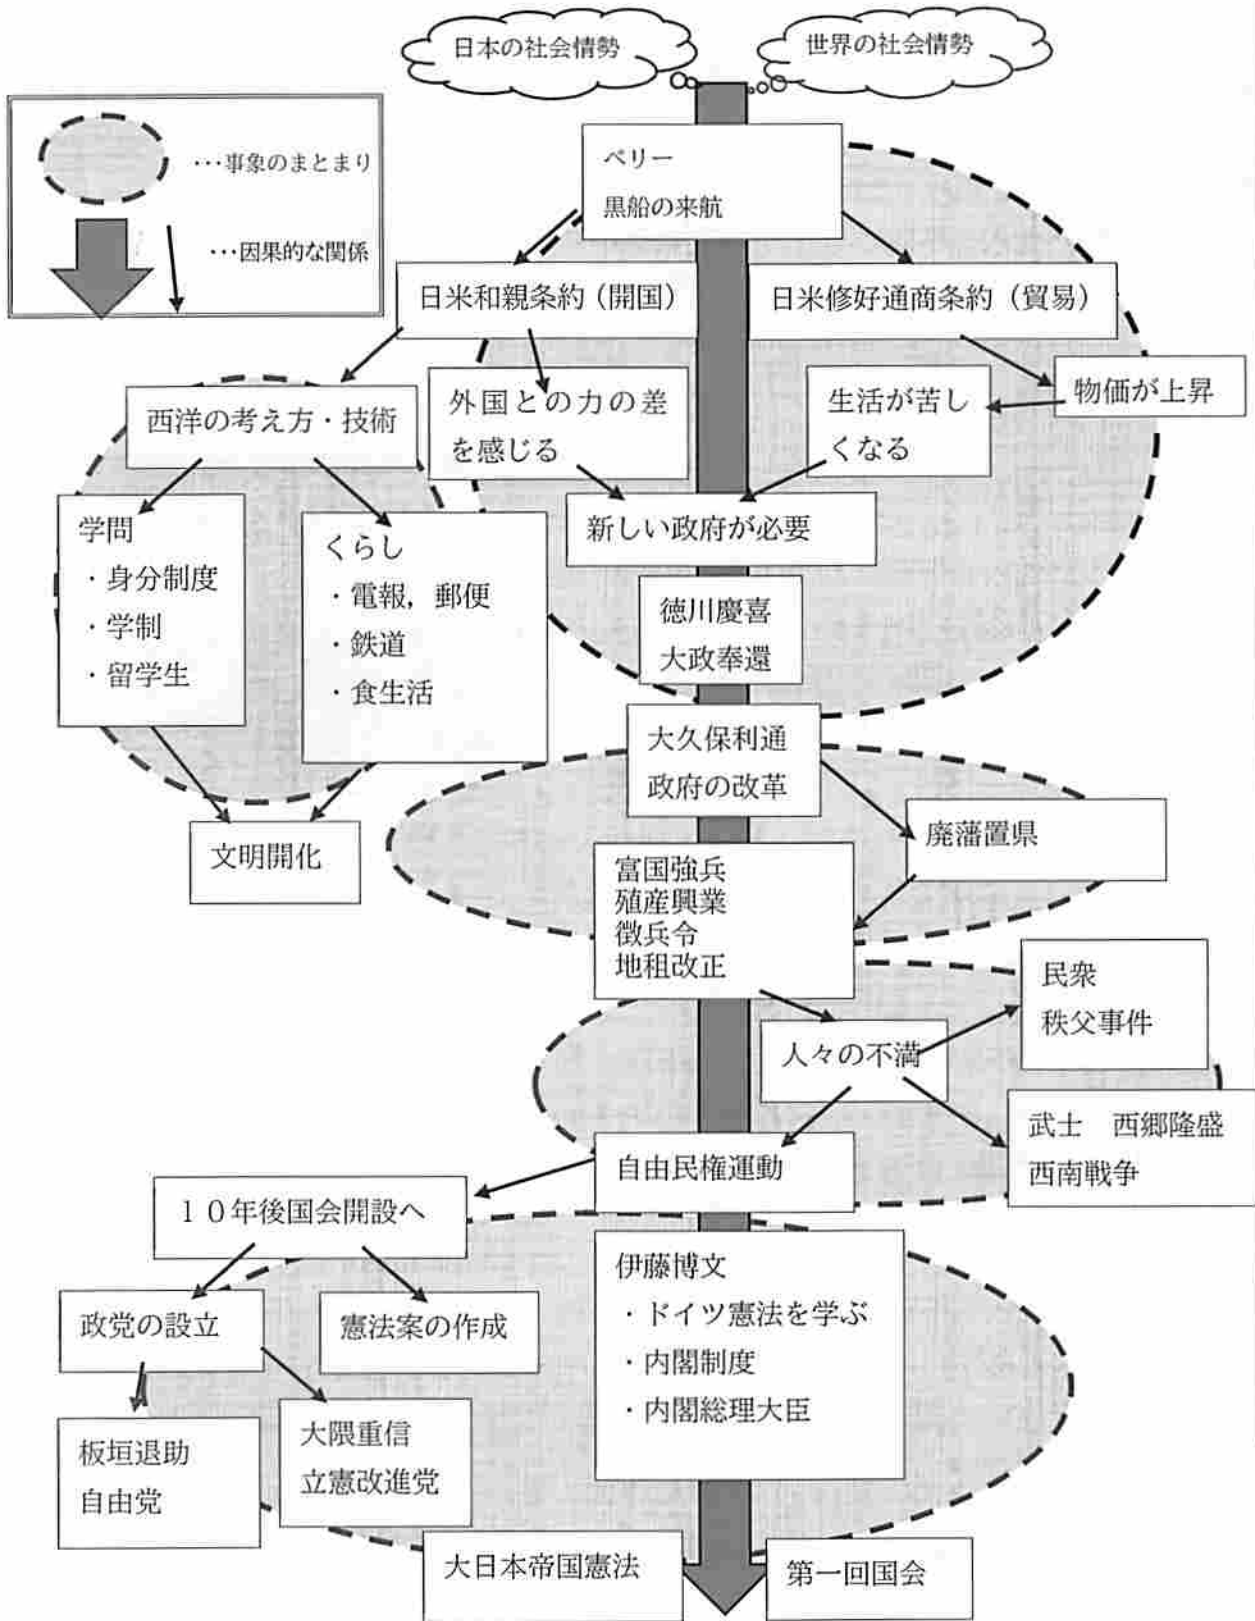 日本の社会情勢
世界の社会情勢
・・・事象のまとまり
・・・因果的な関係
ペリー
黒船の来航
日米和親条約（開国）
日米修好通商条約（貿易）
西洋の考え方・技術
外国との力の差
を感じる
生活が苦し
くなる
物価が上昇
学問
・身分制度
・学制
・留学生
くらし
・電報，郵便
・鉄道
・食生活
新しい政府が必要
徳川慶喜
大政奉還
文明開化
大久保利通
政府の改革
廃藩置県
富国強兵
殖産興業
徴兵令
地租改正
人々の不満
民衆
秩父事件
武士　西郷隆盛
西南戦争
自由民権運動
１０年後国会開設へ
政党の設立
憲法案の作成
板垣退助
自由党
大隈重信
立憲改進党
伊藤博文
・ドイツ憲法を学ぶ
・内閣制度
・内閣総理大臣
大日本帝国憲法
第一回国会